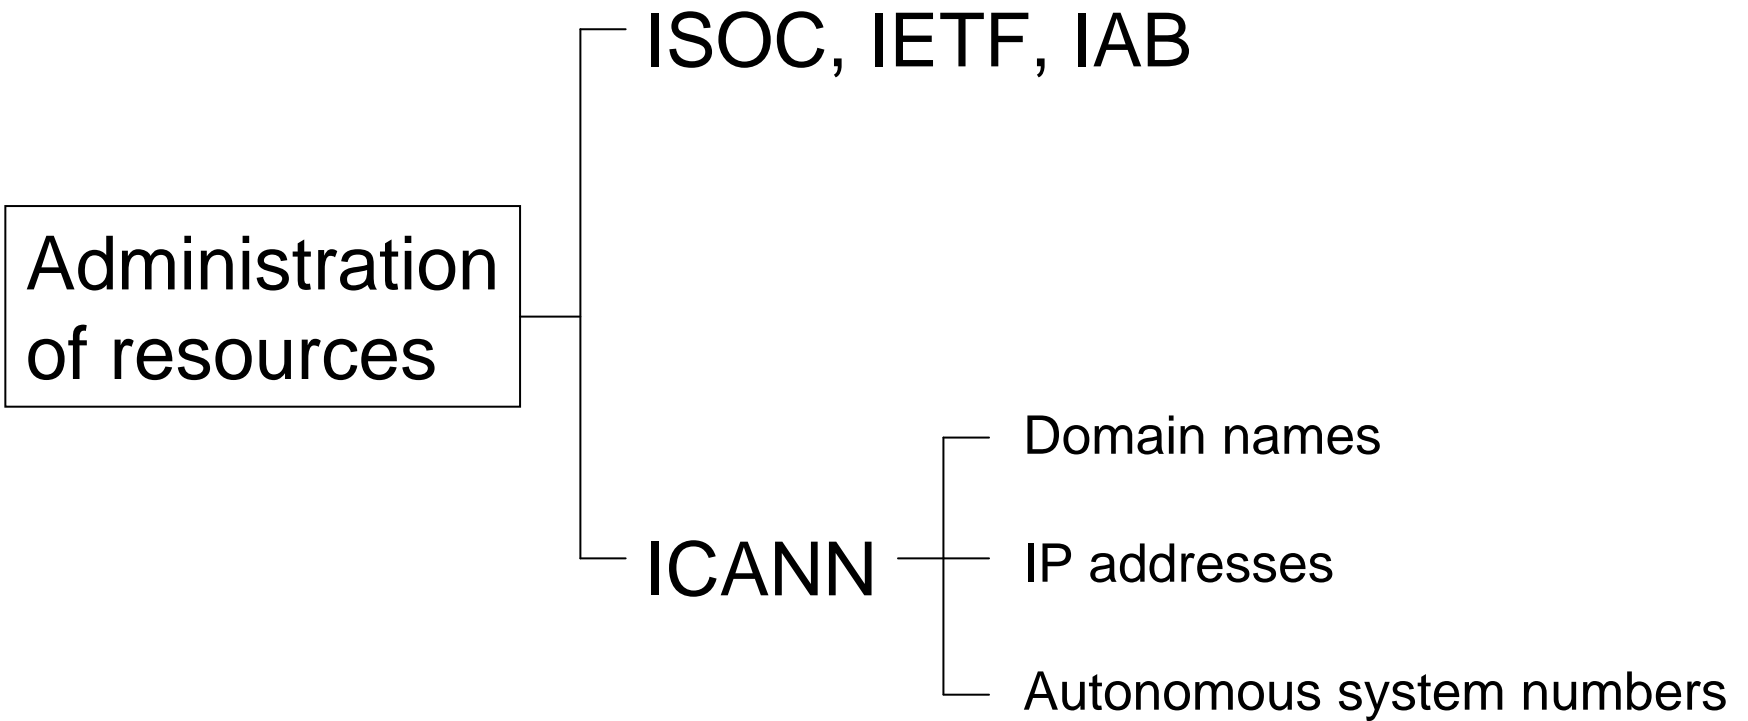 ISOC, IETF, IAB
Administration
of resources
Domain names
ICANN
IP addresses
Autonomous system numbers